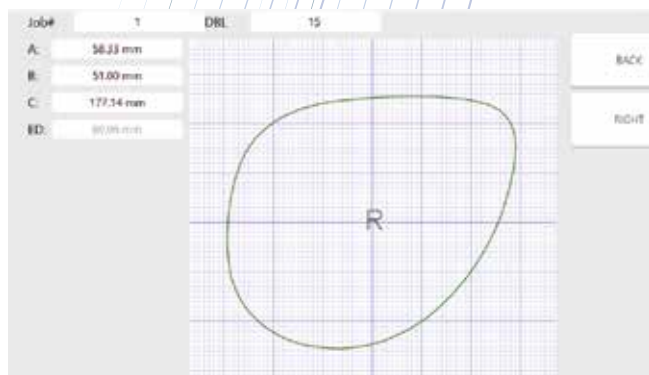 Job# 1 DBL 15
A: 58.33 mm
B: 51.00 mm
C: 177.14 mm
ED:
BACK
RIGHT
R